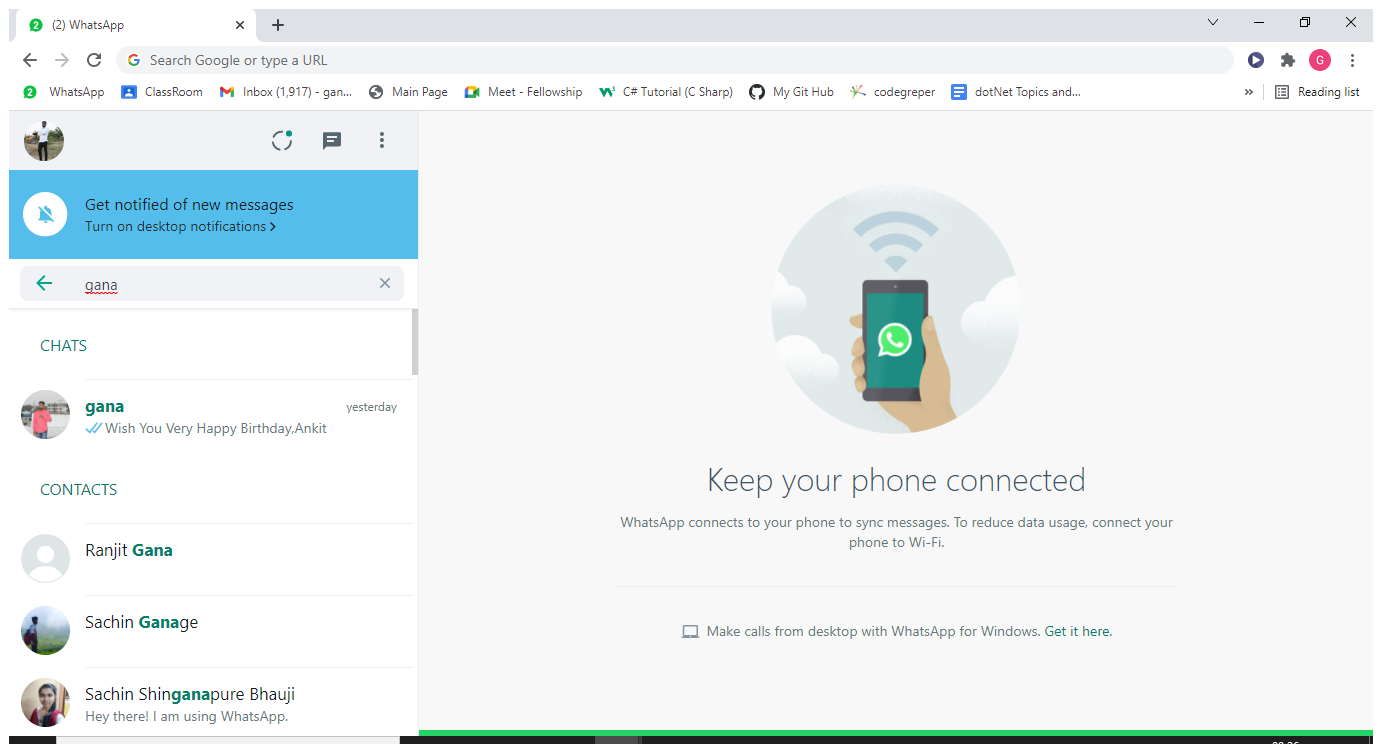 (2) WhatsApp
Search Google or type a URL
G
WhatsApp ClassRoom Inbox (1,917) - gan... Main Page Meet - Fellowship C# Tutorial (C Sharp) My Git Hub codegreper dotNet Topics and... » Reading list
Get notified of new messages
Turn on desktop notifications >
gana
CHATS
gana yesterday
Wish You Very Happy Birthday,Ankit
CONTACTS
Ranjit Gana
Sachin Ganage
Sachin Shinganapure Bhauji
Hey there! I am using WhatsApp.
Keep your phone connected
WhatsApp connects to your phone to sync messages. To reduce data usage, connect your
phone to Wi-Fi.
Make calls from desktop with WhatsApp for Windows. Get it here.